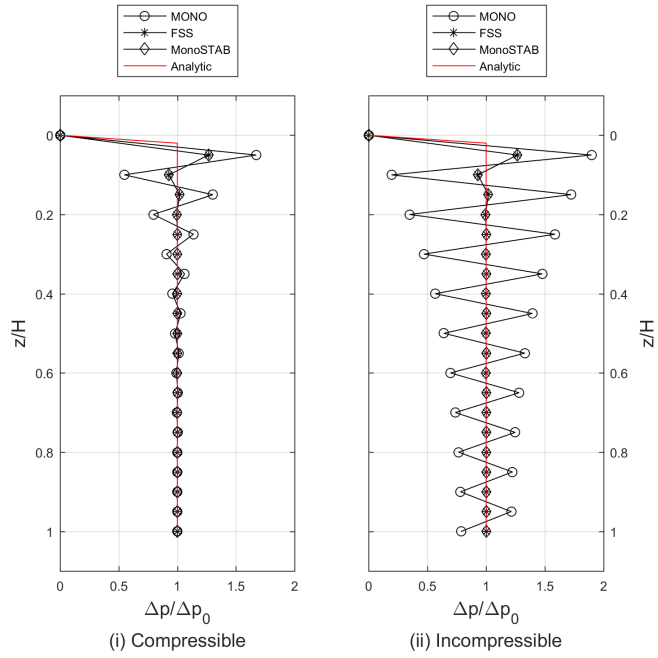 MONO
FSS
MonoSTAB
Analytic
0
0.2
0.4
0.6
0.8
1
z/H
0 0.5 1 1.5 2
Δp/Δp₀
(i) Compressible
MONO
FSS
MonoSTAB
Analytic
0
0.2
0.4
0.6
0.8
1
z/H
0 0.5 1 1.5 2
Δp/Δp₀
(ii) Incompressible